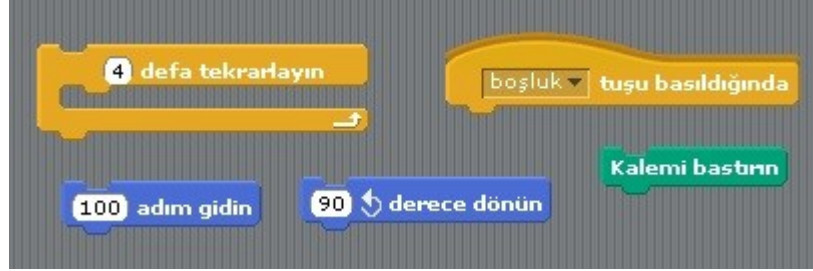 4 defa tekrarlayın
boşluk tuşu basıldığında
Kalemi bastırın
100 adım gidin
90 derece dönün